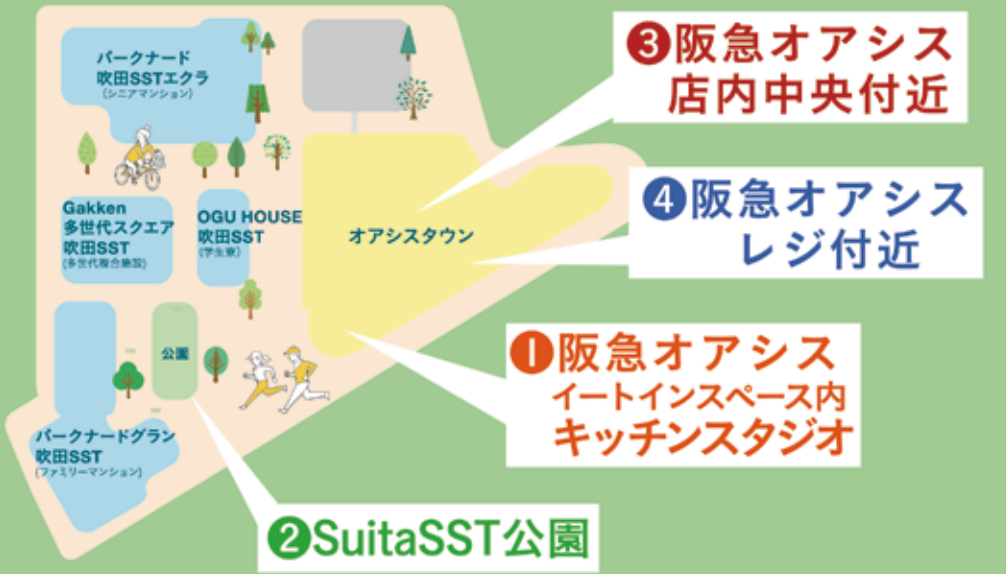 パークナード
吹田SSTエクラ
(シニアマンション)
Gakken
多世代スクエア
吹田SST
(多世代複合施設)
OGU HOUSE
吹田SST
(学生寮)
オアシスタウン
公園
パークナードグラン
吹田SST
(ファミリーマンション)
❸阪急オアシス
店内中央付近
❹阪急オアシス
レジ付近
❶阪急オアシス
イートインスペース内
キッチンスタジオ
❷SuitaSST公園